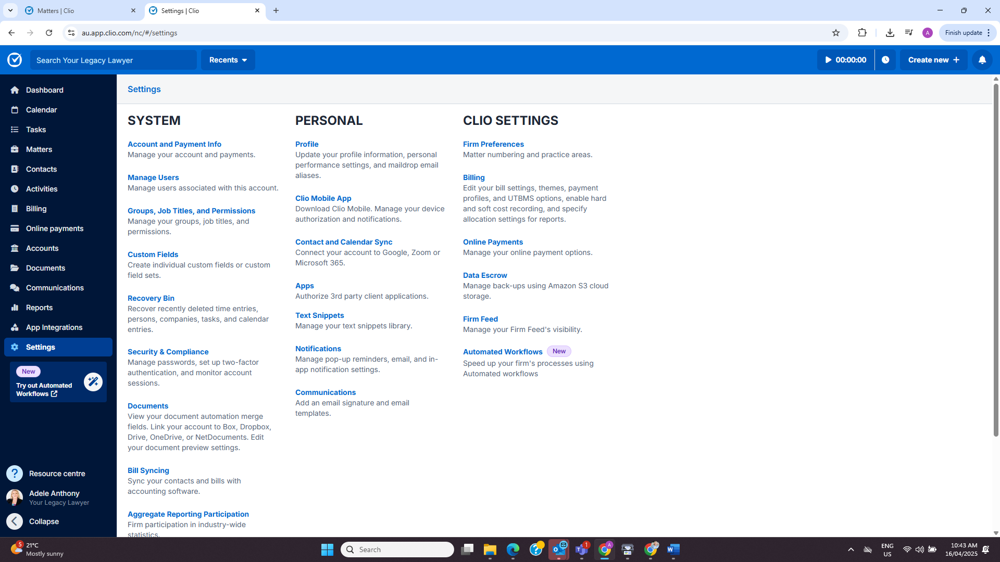 Matters | Clio
Settings | Clio
au.app.clio.com/nc/#/settings
A
Finish update
Search Your Legacy Lawyer
Recents
00:00:00
Create new
Dashboard
Calendar
Tasks
Matters
Contacts
Activities
Billing
Online payments
Accounts
Documents
Communications
Reports
App Integrations
Settings
New
Try out Automated
Workflows
Resource centre
Adele Anthony
Your Legacy Lawyer
Collapse
Settings
SYSTEM
Account and Payment Info
Manage your account and payments.
Manage Users
Manage users associated with this account.
Groups, Job Titles, and Permissions
Manage your groups, job titles, and
permissions.
Custom Fields
Create individual custom fields or custom
field sets.
Recovery Bin
Recover recently deleted time entries,
persons, companies, tasks, and calendar
entries.
Security & Compliance
Manage passwords, set up two-factor
authentication, and monitor account
sessions.
Documents
View your document automation merge
fields. Link your account to Box, Dropbox,
Drive, OneDrive, or NetDocuments. Edit
your document preview settings.
Bill Syncing
Sync your contacts and bills with
accounting software.
Aggregate Reporting Participation
Firm participation in industry-wide
statistics.
PERSONAL
Profile
Update your profile information, personal
performance settings, and maildrop email
aliases.
Clio Mobile App
Download Clio Mobile. Manage your device
authorization and notifications.
Contact and Calendar Sync
Connect your account to Google, Zoom or
Microsoft 365.
Apps
Authorize 3rd party client applications.
Text Snippets
Manage your text snippets library.
Notifications
Manage pop-up reminders, email, and in-
app notification settings.
Communications
Add an email signature and email
templates.
CLIO SETTINGS
Firm Preferences
Matter numbering and practice areas.
Billing
Edit your bill settings, themes, payment
profiles, and UTBMS options, enable hard
and soft cost recording, and specify
allocation settings for reports.
Online Payments
Manage your online payment options.
Data Escrow
Manage back-ups using Amazon S3 cloud
storage.
Firm Feed
Manage your Firm Feed's visibility.
Automated Workflows New
Speed up your firm's processes using
Automated workflows
5
21°C
Mostly sunny
Search
1
A
ENG
US
10:43 AM
16/04/2025